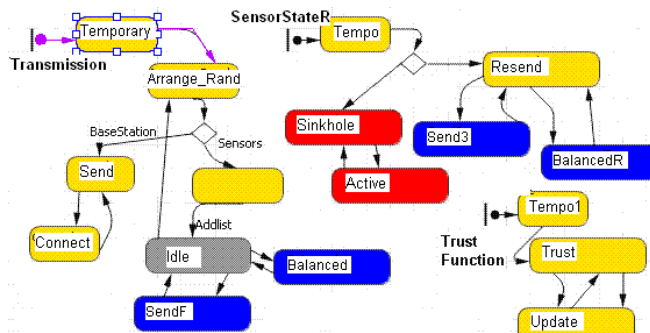 Temporary
Transmission
Arrange_Rand
BaseStation
Sensors
Send
Connect
Addlist
Idle
Balanced
SendF
SensorStateR
Tempo
Resend
Sinkhole
Send3
Active
BalancedR
Tempo1
Trust
Function
Trust
Update